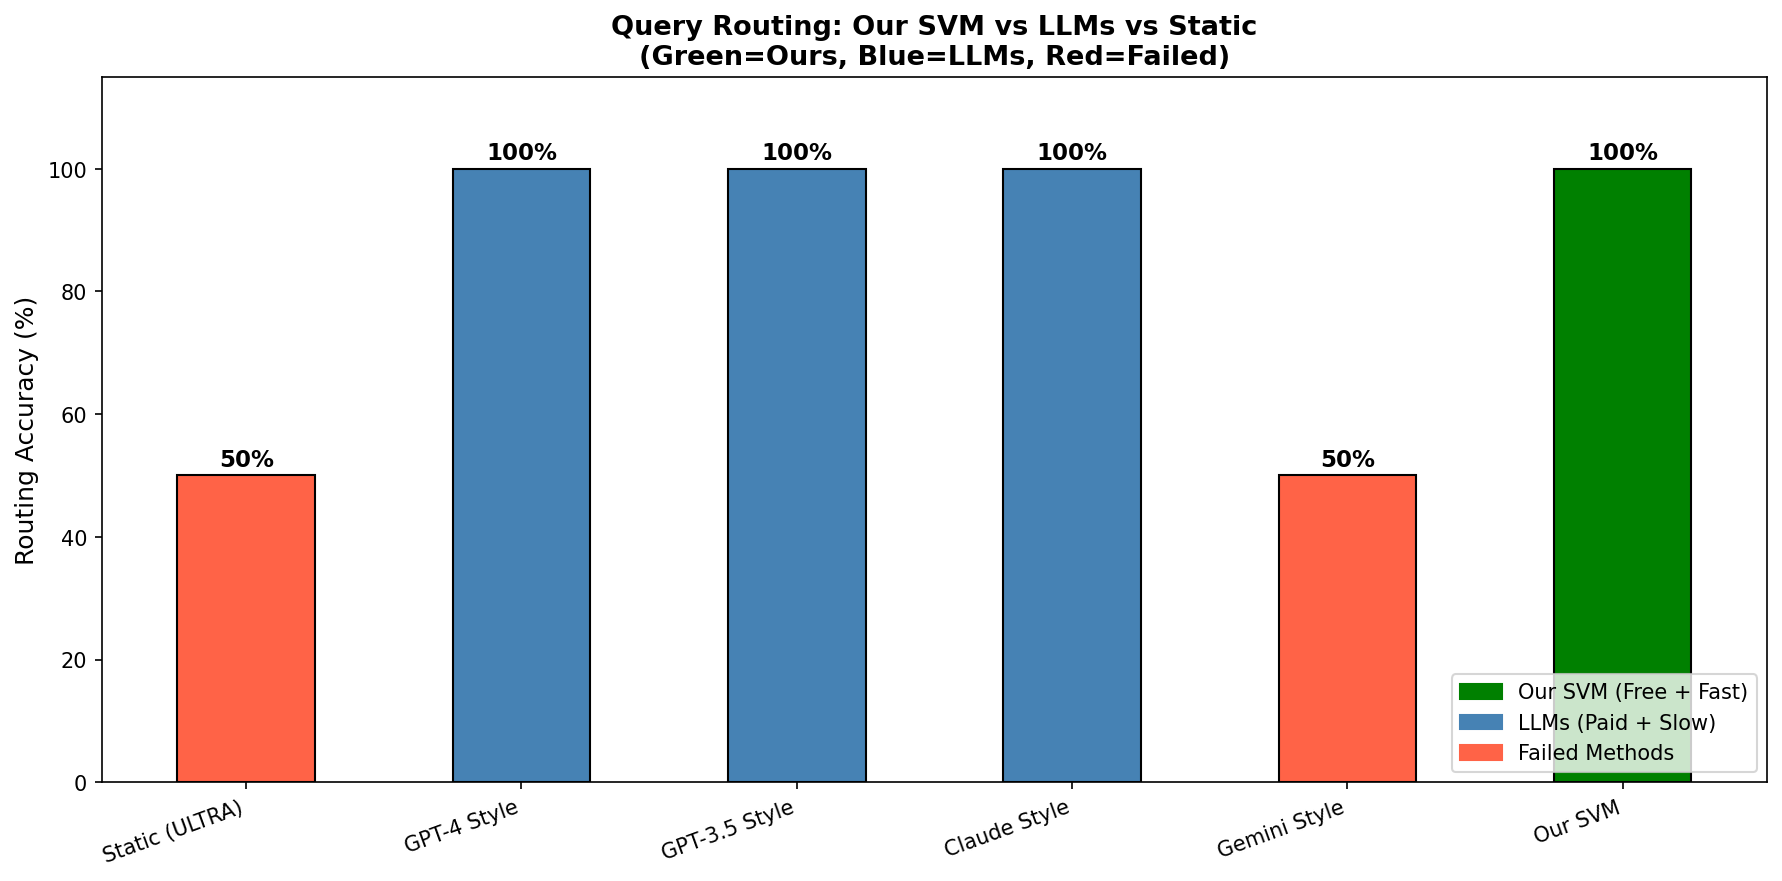 Query Routing: Our SVM vs LLMs vs Static
(Green=Ours, Blue=LLMs, Red=Failed)
Routing Accuracy (%)
100
80
60
40
20
0
50%
100%
100%
100%
50%
100%
Static (ULTRA)
GPT-4 Style
GPT-3.5 Style
Claude Style
Gemini Style
Our SVM
Our SVM (Free + Fast)
LLMs (Paid + Slow)
Failed Methods